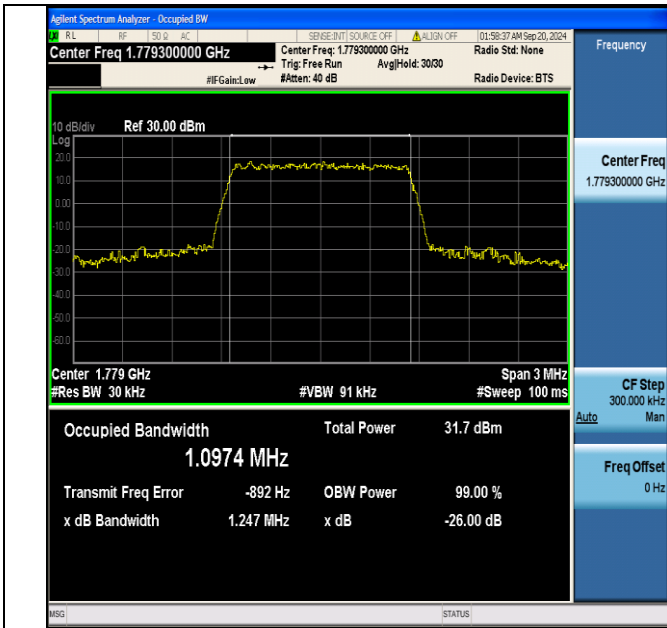 Agilent Spectrum Analyzer - Occupied BW
RL RF 50 Ω AC SENSE:INT SOURCE OFF ALIGN OFF 01:58:37 AM Sep 20, 2024
Center Freq 1.779300000 GHz
Center Freq: 1.779300000 GHz Radio Std: None
Trig: Free Run Avg|Hold: 30/30
#IFGain:Low #Atten: 40 dB Radio Device: BTS
10 dB/div Ref 30.00 dBm
Log
20.0
10.0
0.00
-10.0
-20.0
-30.0
-40.0
-50.0
-60.0
Center 1.779 GHz Span 3 MHz
#Res BW 30 kHz #VBW 91 kHz #Sweep 100 ms
Occupied Bandwidth Total Power 31.7 dBm
1.0974 MHz
Transmit Freq Error -892 Hz OBW Power 99.00 %
x dB Bandwidth 1.247 MHz x dB -26.00 dB
MSG STATUS
Frequency
Center Freq
1.779300000 GHz
CF Step
300.000 kHz
Auto Man
Freq Offset
0 Hz